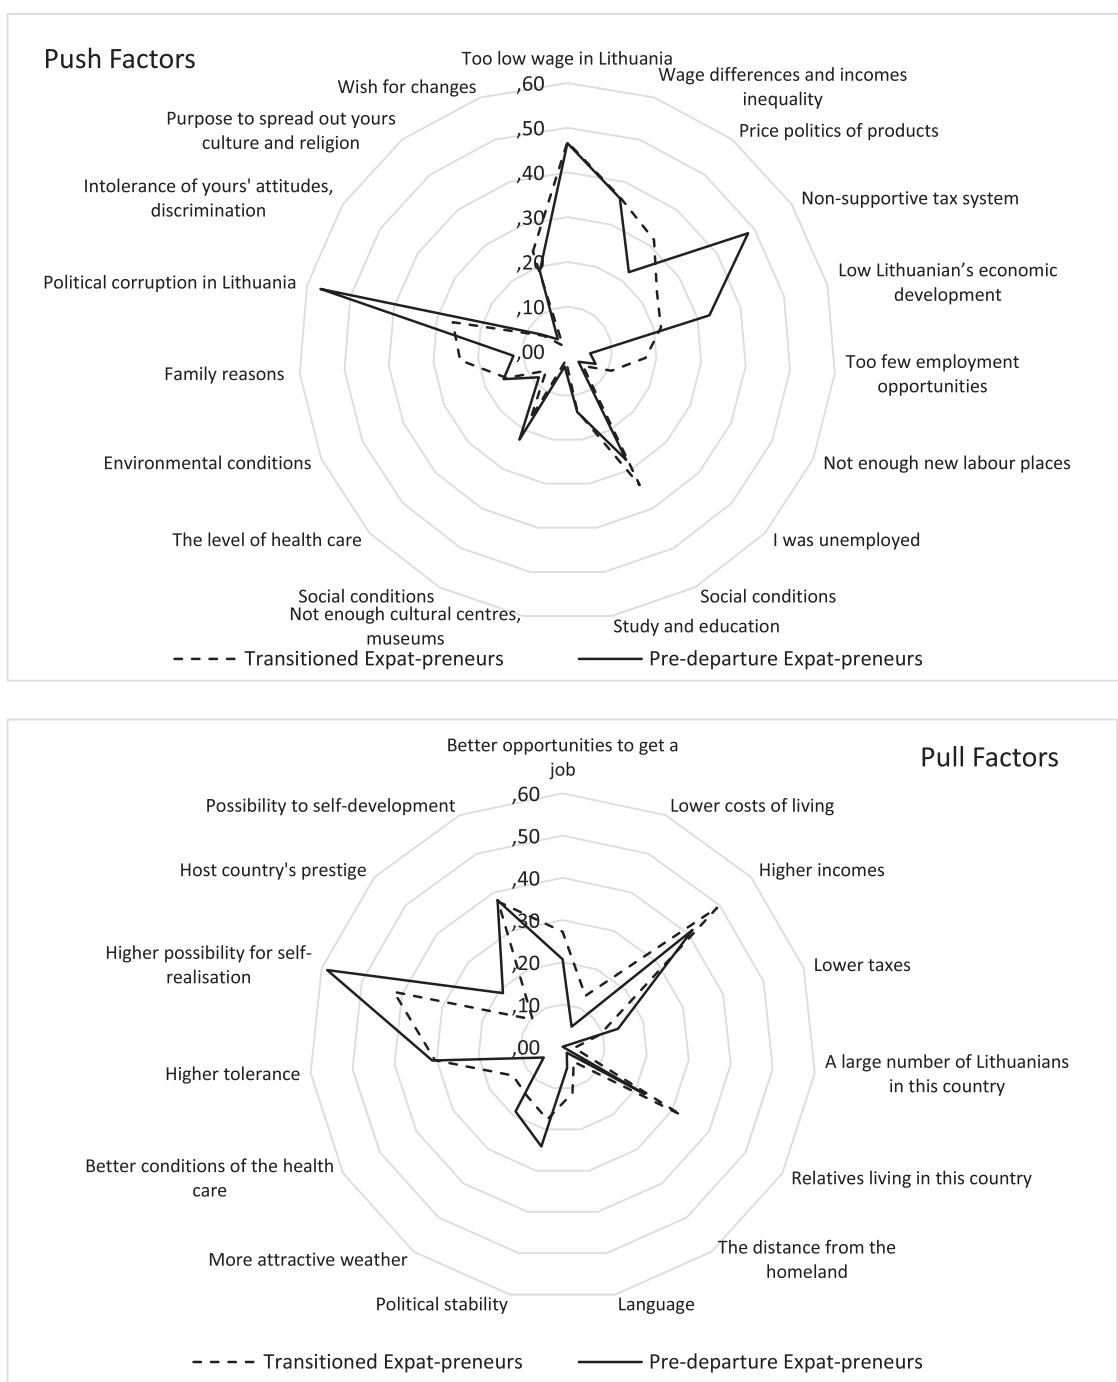 Push Factors
Too low wage in Lithuania
Wage differences and incomes
inequality
Price politics of products
Non-supportive tax system
Low Lithuanian’s economic
development
Too few employment
opportunities
Not enough new labour places
I was unemployed
Social conditions
Study and education
Not enough cultural centres,
museums
Social conditions
The level of health care
Environmental conditions
Family reasons
Political corruption in Lithuania
Intolerance of yours' attitudes,
discrimination
Purpose to spread out yours
culture and religion
Wish for changes
,60
,50
,40
,30
,20
,10
,00
Transitioned Expat-preneurs
Pre-departure Expat-preneurs
Pull Factors
Better opportunities to get a
job
Lower costs of living
Higher incomes
Lower taxes
A large number of Lithuanians
in this country
Relatives living in this country
The distance from the
homeland
Language
Political stability
More attractive weather
Better conditions of the health
care
Higher tolerance
Higher possibility for self-
realisation
Host country's prestige
Possibility to self-development
,60
,50
,40
,30
,20
,10
,00
Transitioned Expat-preneurs
Pre-departure Expat-preneurs